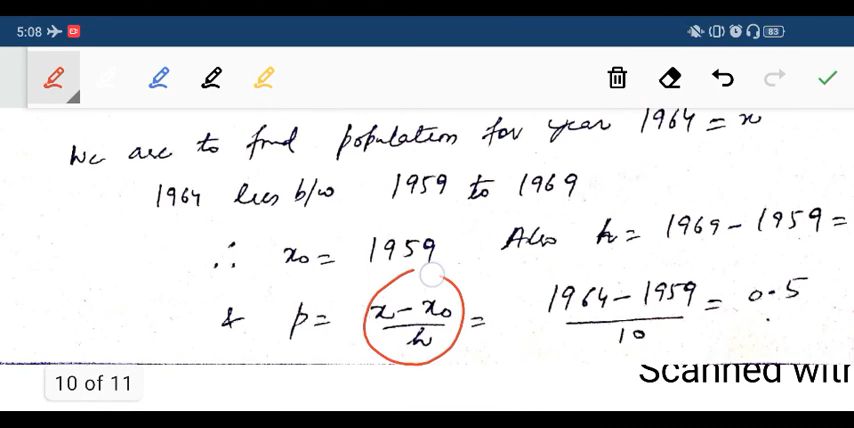 5:08 83
We are to find population for year 1964 = x
1964 lies b/w 1959 to 1969
∴ x₀ = 1959 Also h = 1969 - 1959 =
& p = (x - x₀)/h = (1964 - 1959)/10 = 0.5
10 of 11
Scanned with